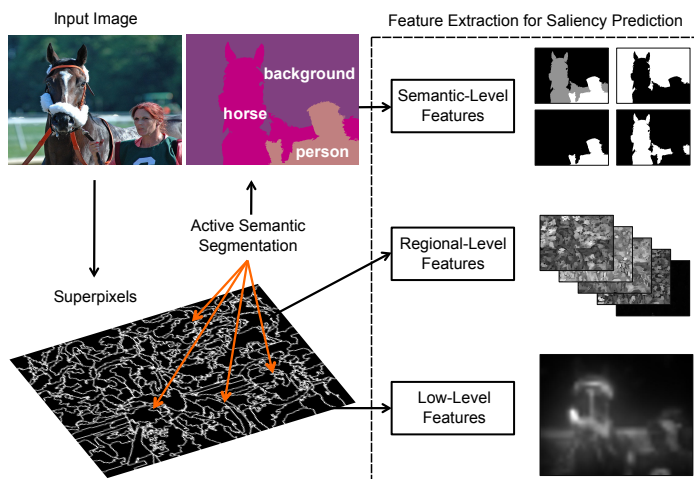 Input Image
Feature Extraction for Saliency Prediction
background
horse
person
Semantic-Level
Features
Active Semantic
Segmentation
Regional-Level
Features
Superpixels
Low-Level
Features